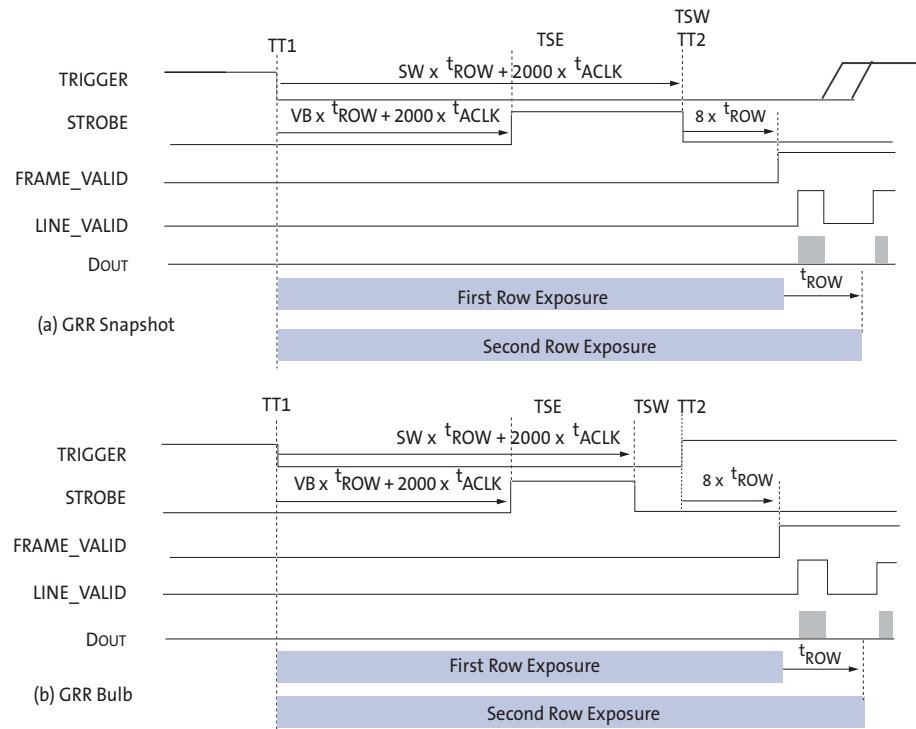 TSW
TT1 TSE TT2
TRIGGER SW x tROW + 2000 x tACLK
STROBE VB x tROW + 2000 x tACLK 8 x tROW
FRAME_VALID
LINE_VALID
DOUT
First Row Exposure tROW
(a) GRR Snapshot
Second Row Exposure
TT1 TSE TSW TT2
TRIGGER SW x tROW + 2000 x tACLK
STROBE VB x tROW + 2000 x tACLK 8 x tROW
FRAME_VALID
LINE_VALID
DOUT
First Row Exposure tROW
(b) GRR Bulb
Second Row Exposure